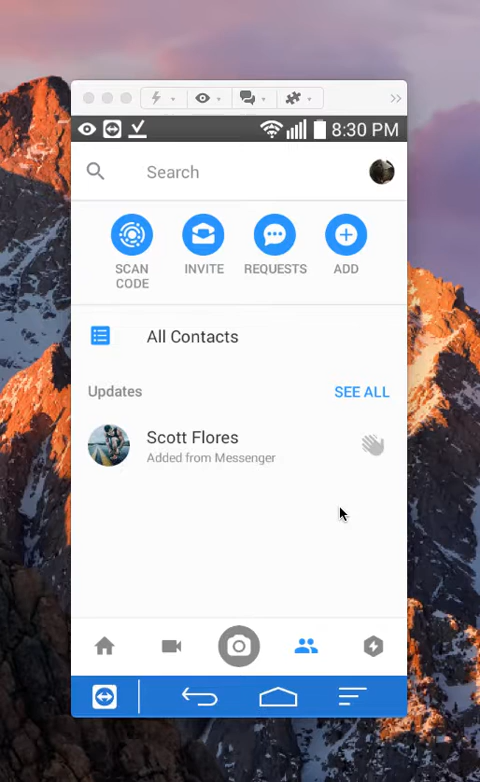 8:30 PM
Search
SCAN CODE
INVITE
REQUESTS
ADD
All Contacts
Updates
SEE ALL
Scott Flores
Added from Messenger